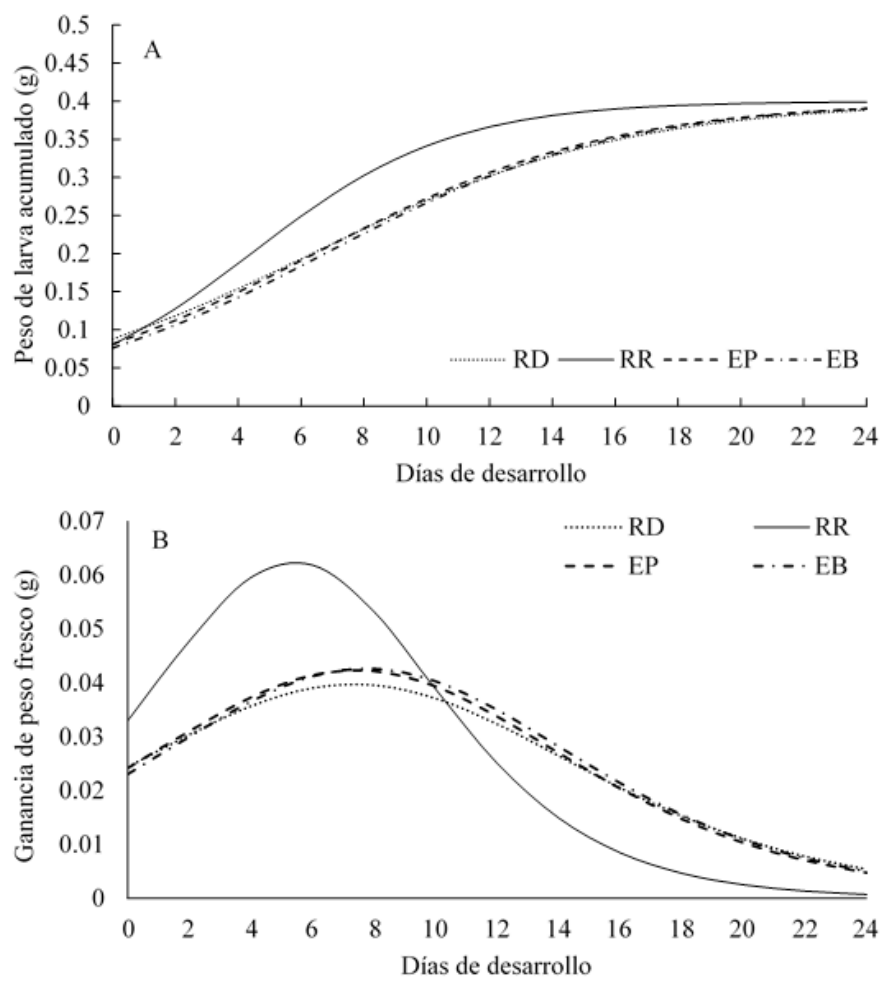 A
Peso de larva acumulado (g)
0.5
0.45
0.4
0.35
0.3
0.25
0.2
0.15
0.1
0.05
0
RD RR EP EB
0 2 4 6 8 10 12 14 16 18 20 22 24
Días de desarrollo
B
Ganancia de peso fresco (g)
0.07
0.06
0.05
0.04
0.03
0.02
0.01
0
RD RR
EP EB
0 2 4 6 8 10 12 14 16 18 20 22 24
Días de desarrollo